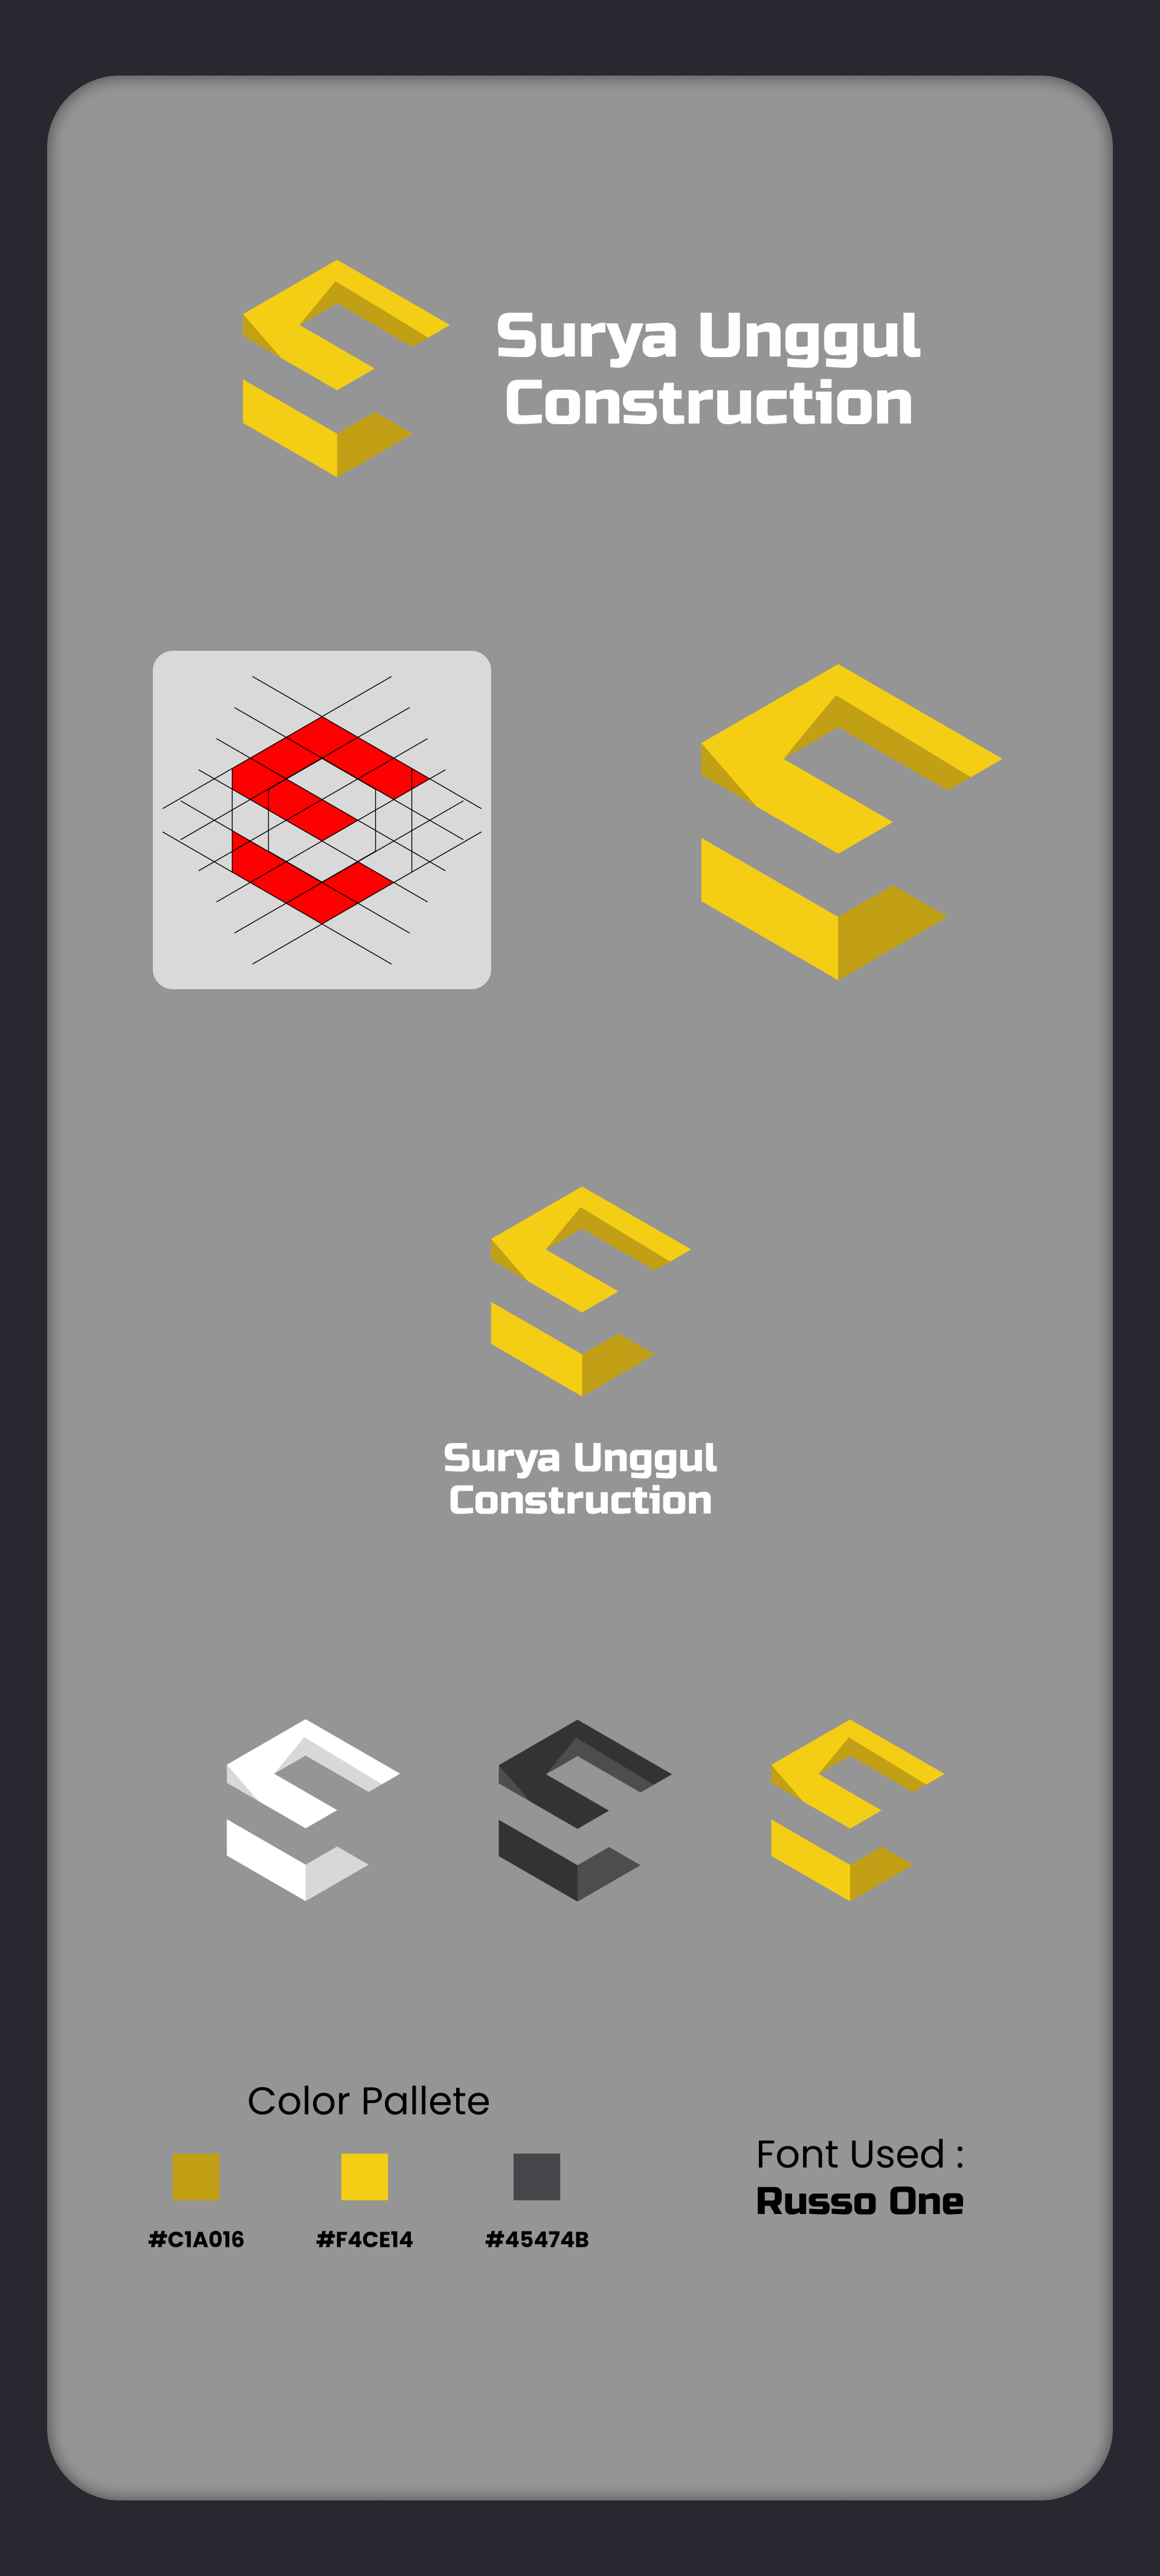 Surya Unggul
Construction
Surya Unggul
Construction
Color Pallete
#C1A016
#F4CE14
#45474B
Font Used :
Russo One